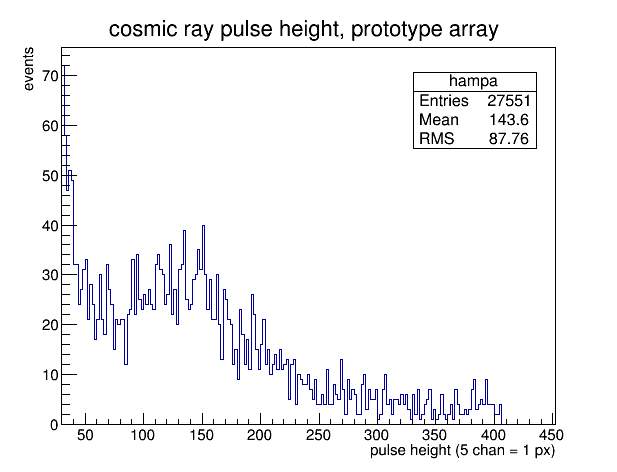 cosmic ray pulse height, prototype array
events
hampa
Entries 27551
Mean 143.6
RMS 87.76
70
60
50
40
30
20
10
0
50 100 150 200 250 300 350 400 450
pulse height (5 chan = 1 px)